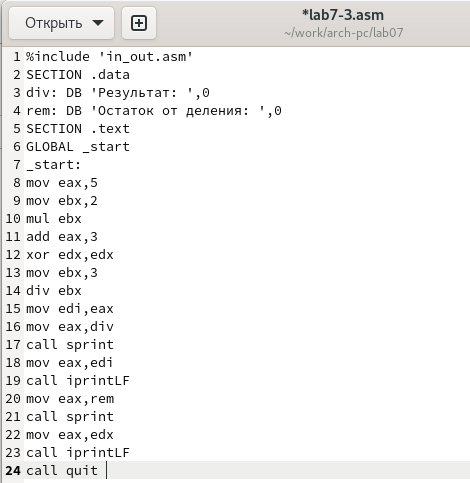 Открыть
*lab7-3.asm
~/work/arch-pc/lab07
1 %include 'in_out.asm'
2 SECTION .data
3 div: DB 'Результат: ',0
4 rem: DB 'Остаток от деления: ',0
5 SECTION .text
6 GLOBAL _start
7 _start:
8 mov eax,5
9 mov ebx,2
10 mul ebx
11 add eax,3
12 xor edx,edx
13 mov ebx,3
14 div ebx
15 mov edi,eax
16 mov eax,div
17 call sprint
18 mov eax,edi
19 call iprintLF
20 mov eax,rem
21 call sprint
22 mov eax,edx
23 call iprintLF
24 call quit